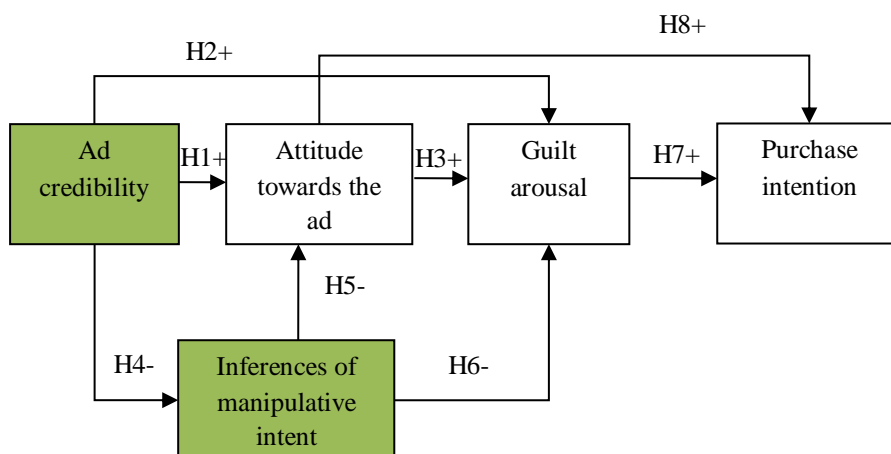 H8+
H2+
Ad
credibility
H1+
Attitude
towards the
ad
H3+
Guilt
arousal
H7+
Purchase
intention
H5-
H4-
Inferences of
manipulative
intent
H6-